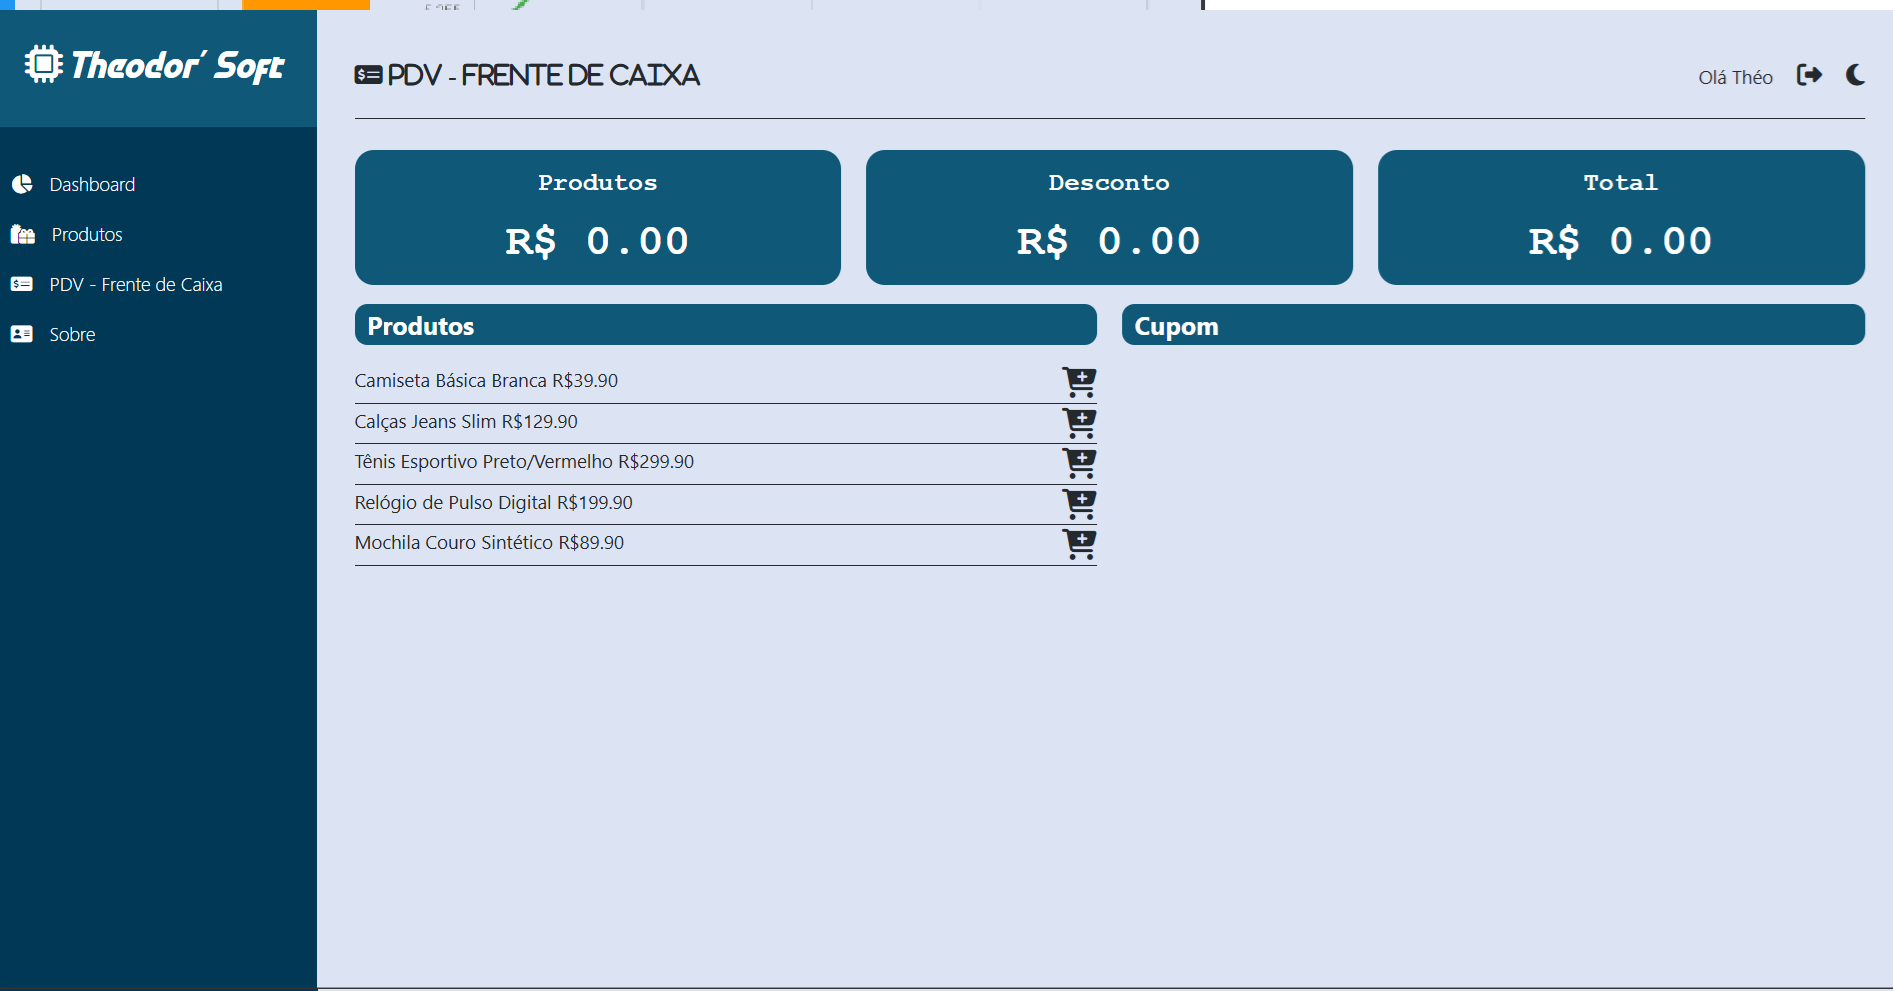 Theodor´ Soft
PDV - FRENTE DE CAIXA
Olá Théo
Dashboard
Produtos
PDV - Frente de Caixa
Sobre
Produtos
R$ 0.00
Desconto
R$ 0.00
Total
R$ 0.00
Produtos
Camiseta Básica Branca R$39.90
Calças Jeans Slim R$129.90
Tênis Esportivo Preto/Vermelho R$299.90
Relógio de Pulso Digital R$199.90
Mochila Couro Sintético R$89.90
Cupom